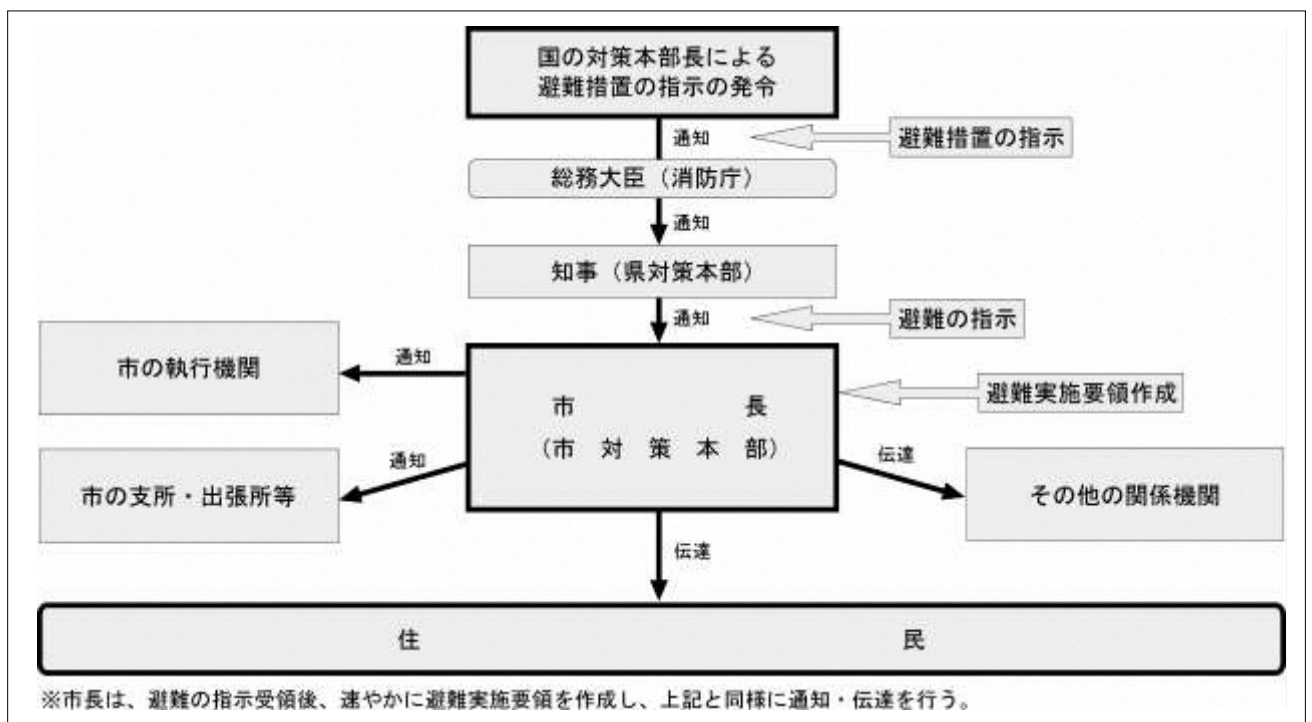 国の対策本部長による
避難措置の指示の発令
通知
避難措置の指示
総務大臣（消防庁）
通知
知事（県対策本部）
通知
避難の指示
市の執行機関
通知
市長
（市対策本部）
避難実施要領作成
市の支所・出張所等
通知
伝達
その他の関係機関
伝達
住民
※市長は、避難の指示受領後、速やかに避難実施要領を作成し、上記と同様に通知・伝達を行う。